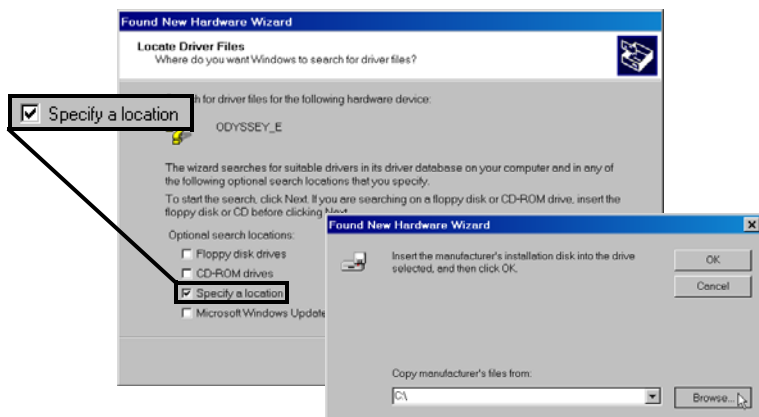 Found New Hardware Wizard
Locate Driver Files
Where do you want Windows to search for driver files?
for driver files for the following hardware device:
Specify a location
ODYSSEY_E
The wizard searches for suitable drivers in its driver database on your computer and in any of
the following optional search locations that you specify.
To start the search, click Next. If you are searching on a floppy disk or CD-ROM drive, insert the
floppy disk or CD before clicking Next.
Optional search locations:
Floppy disk drives
CD-ROM drives
Specify a location
Microsoft Windows Update
Found New Hardware Wizard
Insert the manufacturer's installation disk into the drive
selected, and then click OK.
OK
Cancel
Copy manufacturer's files from:
C:\
Browse...